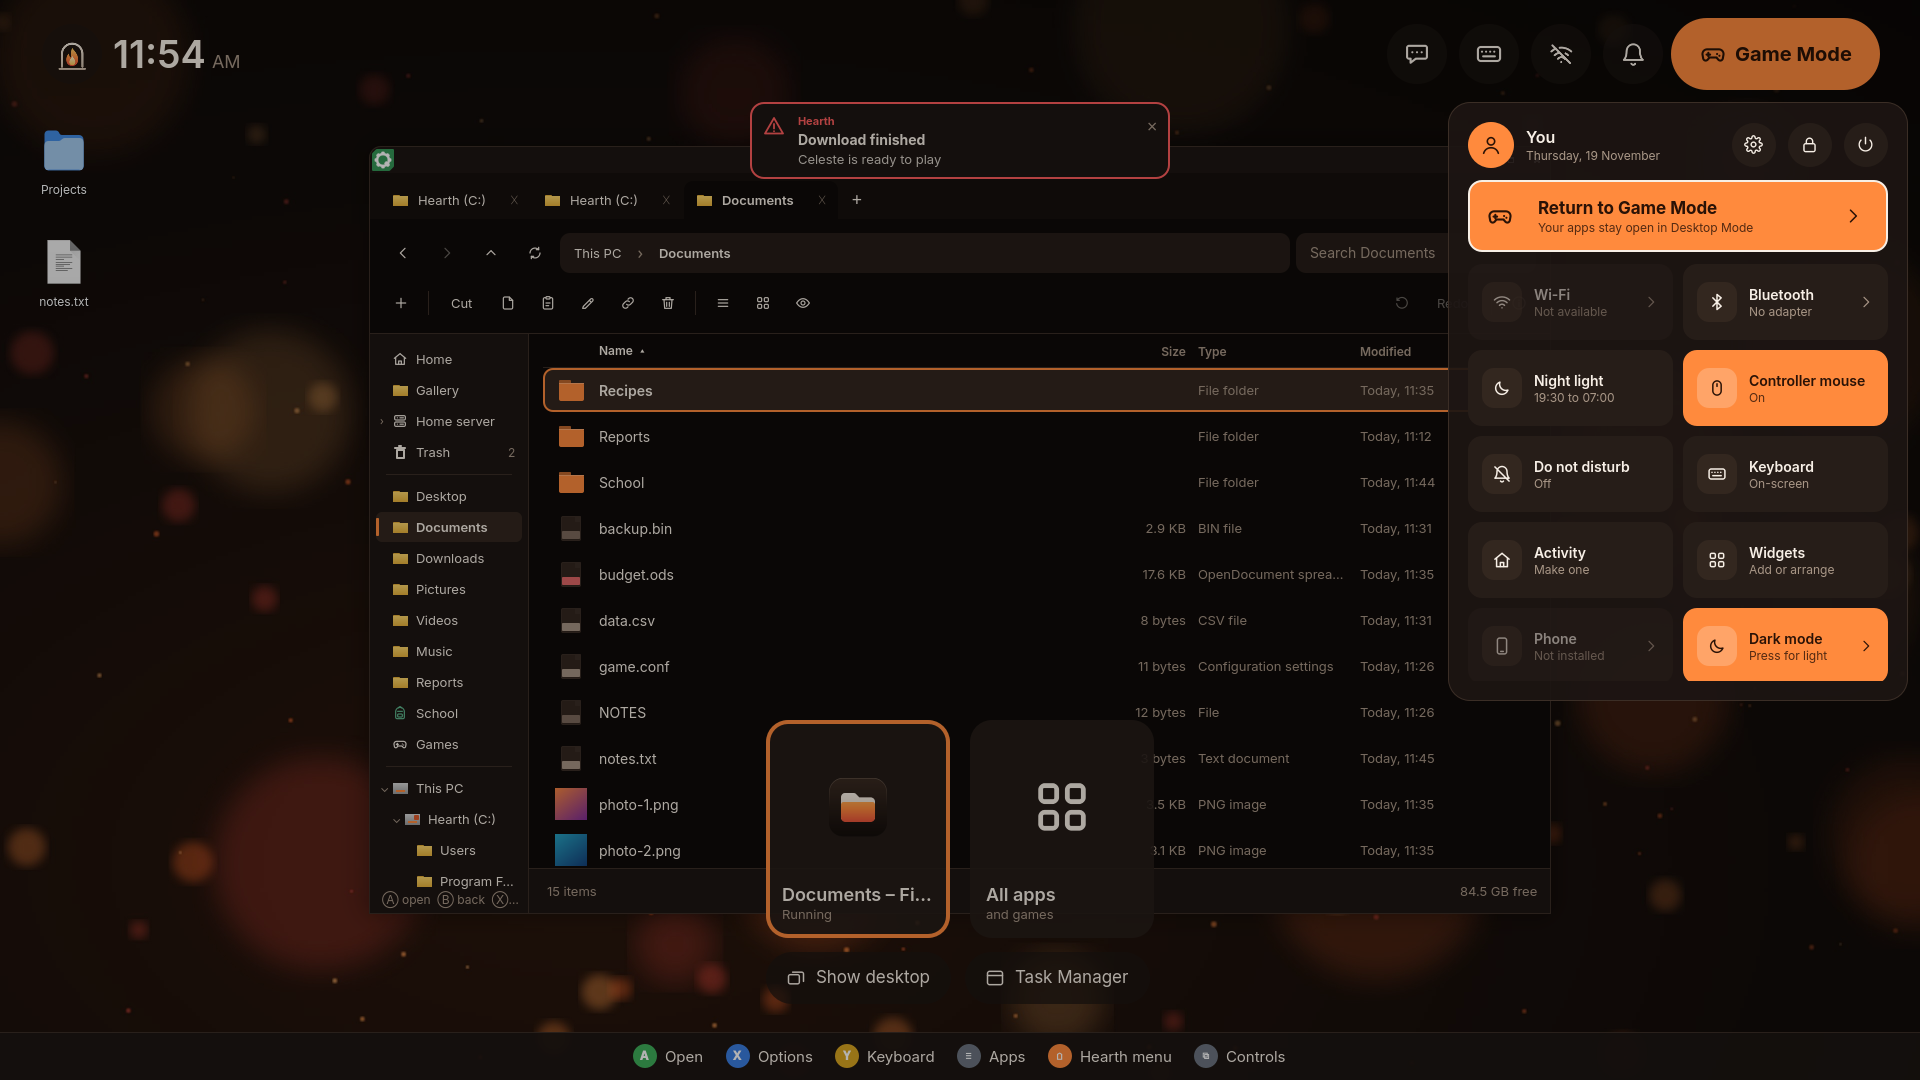 11:54 AM
Game Mode
Projects
notes.txt
Hearth
Download finished
Celeste is ready to play
Hearth (C:)
X
Hearth (C:)
X
Documents
X
+
This PC
Documents
Search Documents
Cut
Home
Gallery
Home server
Trash
2
Desktop
Documents
Downloads
Pictures
Videos
Music
Reports
School
Games
This PC
Hearth (C:)
Users
Program F...
A open B back X...
Name
Size
Type
Modified
Recipes
File folder
Today, 11:35
Reports
File folder
Today, 11:12
School
File folder
Today, 11:44
backup.bin
2.9 KB
BIN file
Today, 11:31
budget.ods
17.6 KB
OpenDocument sprea...
Today, 11:35
data.csv
8 bytes
CSV file
Today, 11:31
game.conf
11 bytes
Configuration settings
Today, 11:26
NOTES
12 bytes
File
Today, 11:26
notes.txt
bytes
Text document
Today, 11:45
photo-1.png
KB
PNG image
Today, 11:35
photo-2.png
KB
PNG image
Today, 11:35
15 items
84.5 GB free
Documents – Fi...
Running
All apps
and games
Show desktop
Task Manager
You
Thursday, 19 November
Return to Game Mode
Your apps stay open in Desktop Mode
Wi-Fi
Not available
Bluetooth
No adapter
Night light
19:30 to 07:00
Controller mouse
On
Do not disturb
Off
Keyboard
On-screen
Activity
Make one
Widgets
Add or arrange
Phone
Not installed
Dark mode
Press for light
A Open
X Options
Y Keyboard
Apps
Hearth menu
Controls